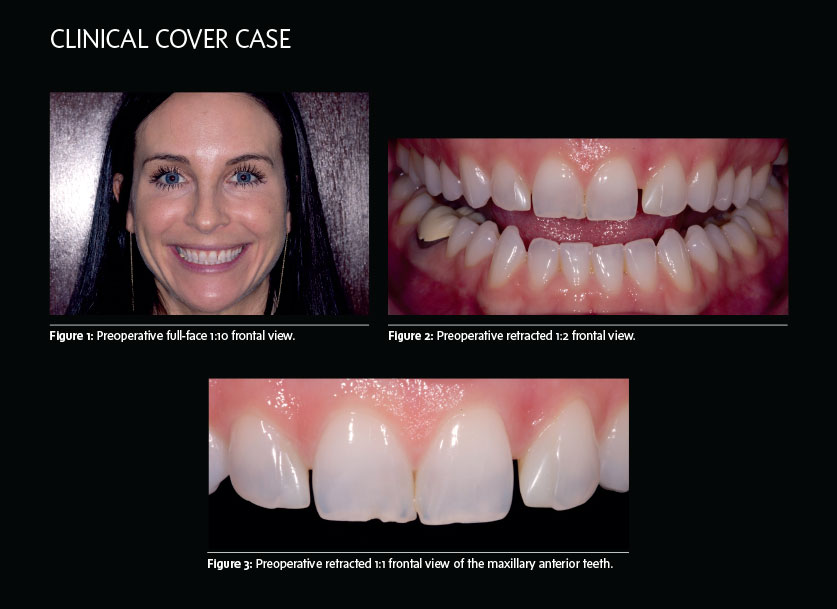 CLINICAL COVER CASE
Figure 1: Preoperative full-face 1:10 frontal view.
Figure 2: Preoperative retracted 1:2 frontal view.
Figure 3: Preoperative retracted 1:1 frontal view of the maxillary anterior teeth.